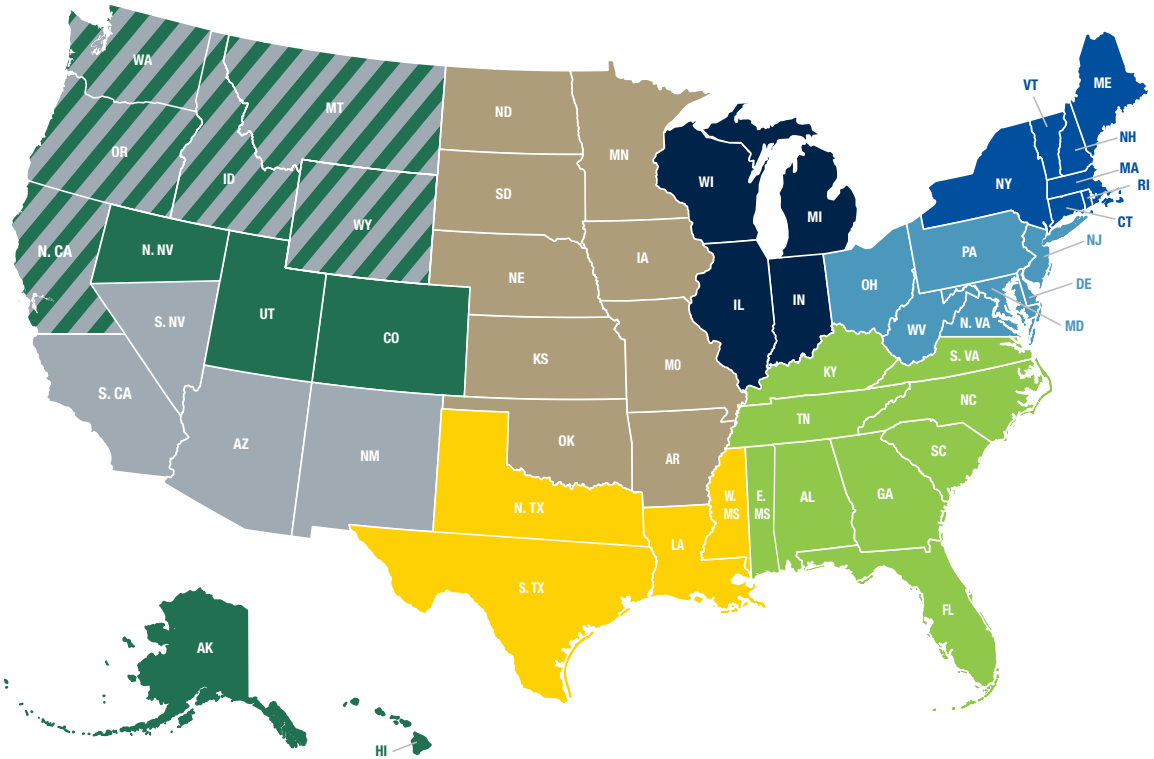 WA
MT
ND
MN
ME
VT
NH
MA
RI
CT
NY
OR
ID
SD
WI
MI
WY
N. CA
N. NV
NE
IA
PA
NJ
DE
MD
OH
WV
N. VA
S. NV
UT
CO
IL
IN
KS
MO
KY
S. VA
S. CA
AZ
NM
OK
AR
TN
NC
SC
N. TX
LA
W.
MS
E.
MS
AL
GA
S. TX
FL
AK
HI